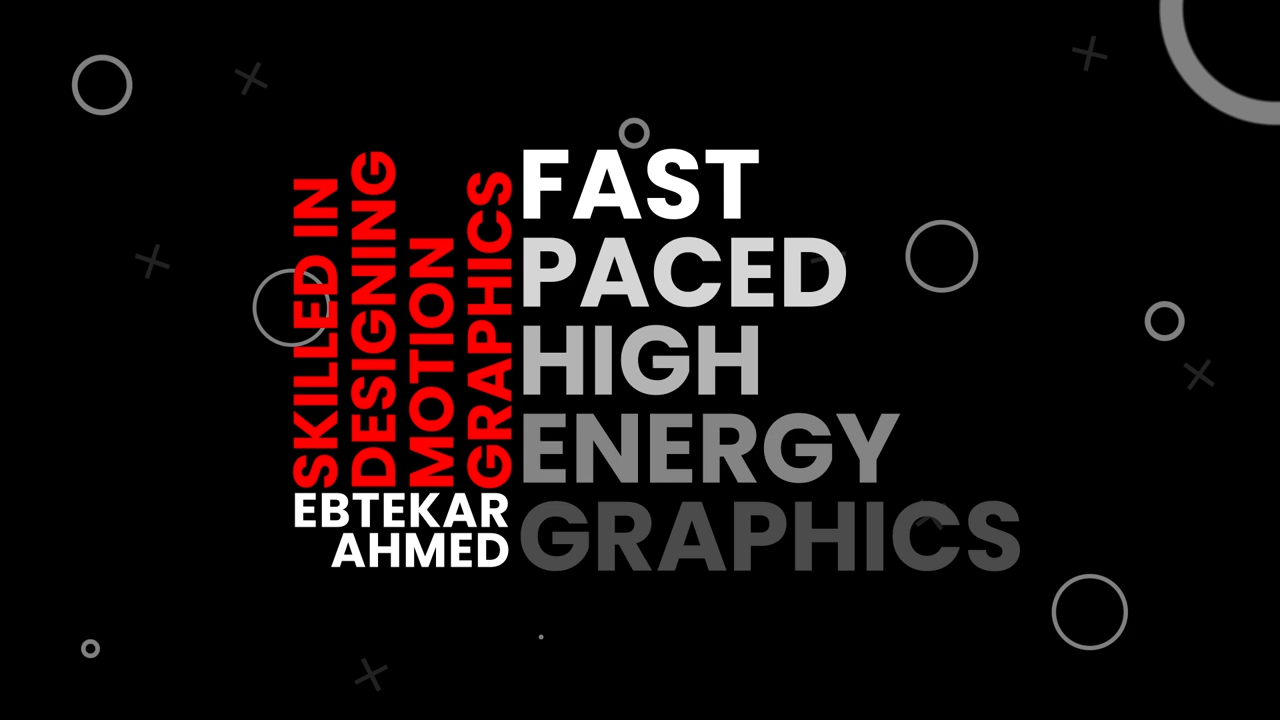 SKILLED IN
DESIGNING
MOTION
GRAPHICS
EBTEKAR
AHMED
FAST
PACED
HIGH
ENERGY
GRAPHICS